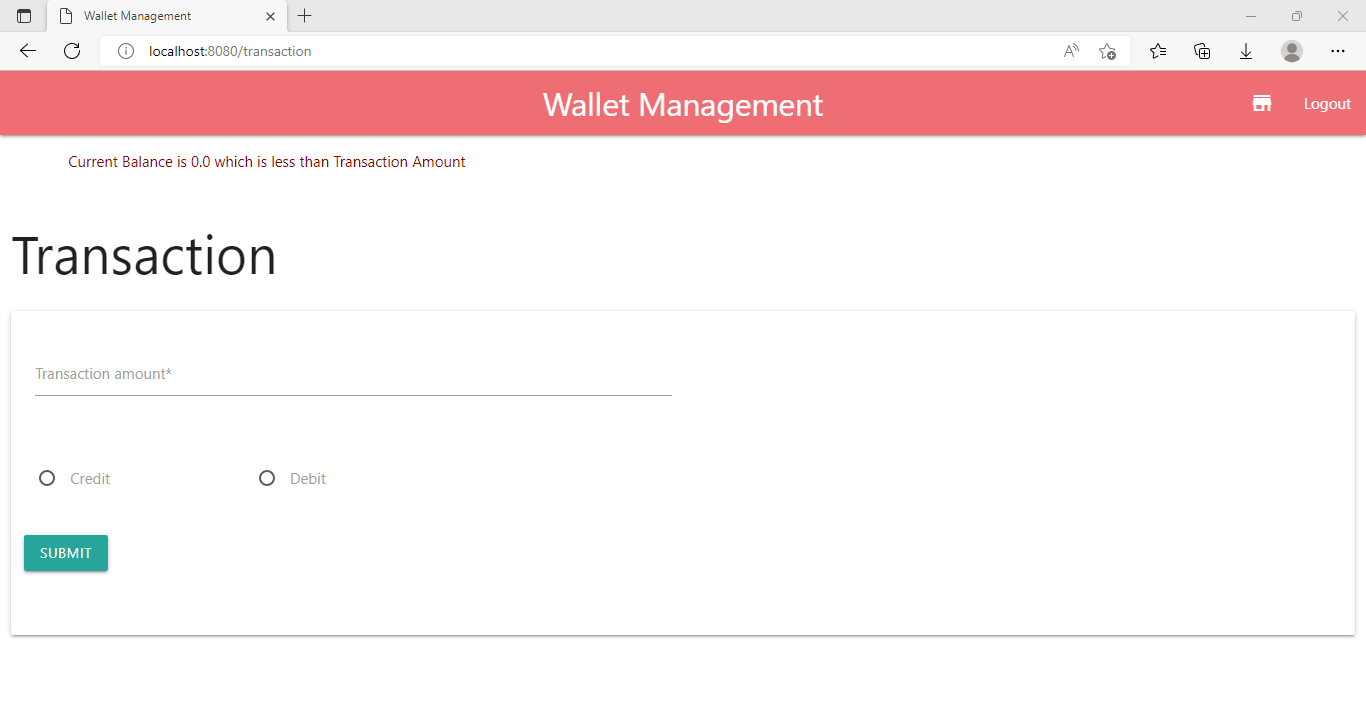 Wallet Management
localhost:8080/transaction
Wallet Management
Logout
Current Balance is 0.0 which is less than Transaction Amount
Transaction
Transaction amount*
Credit
Debit
SUBMIT